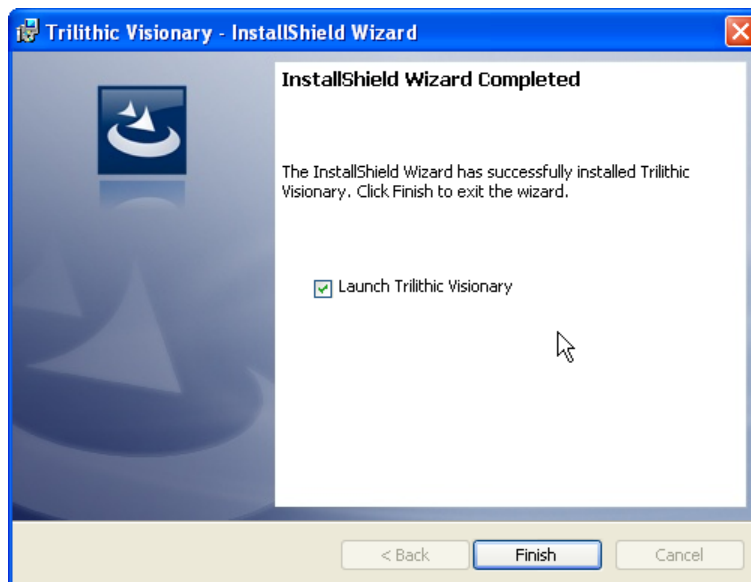 Trilithic Visionary - InstallShield Wizard
InstallShield Wizard Completed
The InstallShield Wizard has successfully installed Trilithic
Visionary. Click Finish to exit the wizard.
Launch Trilithic Visionary
< Back Finish Cancel